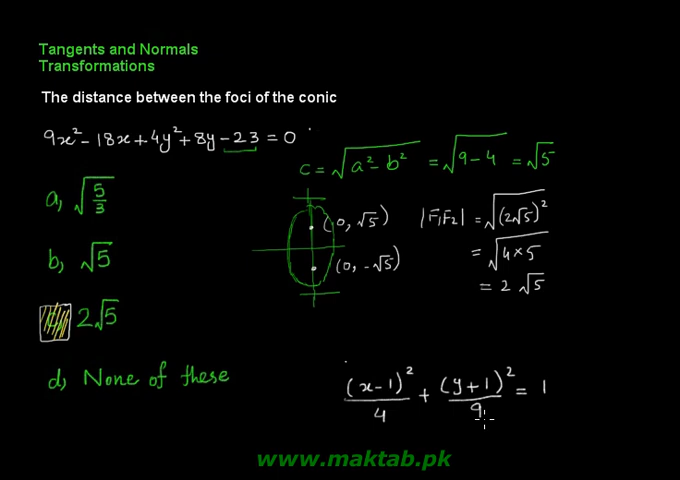 Tangents and Normals
Transformations
The distance between the foci of the conic
9x² - 18x + 4y² + 8y - 23 = 0
c = √(a² - b²) = √(9 - 4) = √5
a, √(5/3)
b, √5
2√5
d, None of these
(0, √5)
(0, -√5)
|F₁F₂| = √((2√5)²)
= √(4 × 5)
= 2 √5
(x - 1)²/4 + (y + 1)²/9 = 1
www.maktab.pk